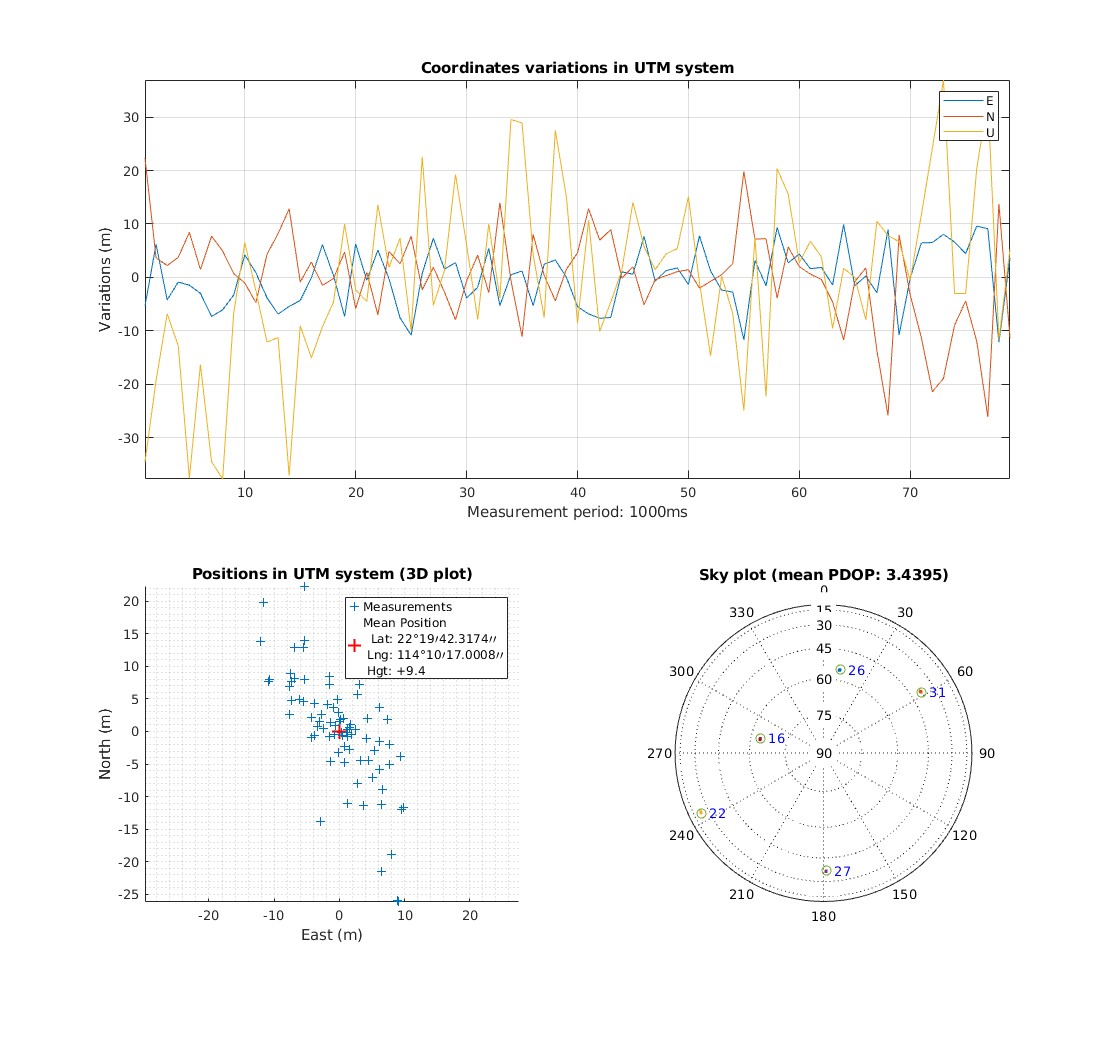 Coordinates variations in UTM system
E
N
U
30
20
10
0
-10
-20
-30
Variations (m)
10 20 30 40 50 60 70
Measurement period: 1000ms
Positions in UTM system (3D plot)
Measurements
Mean Position
Lat: 22°19′42.3174″
Lng: 114°10′17.0008″
Hgt: +9.4
20
15
10
5
0
-5
-10
-15
-20
-25
North (m)
-20 -10 0 10 20
East (m)
Sky plot (mean PDOP: 3.4395)
0
15
30
45
60
75
90
30
60
90
120
150
180
210
240
270
300
330
26
31
16
22
27